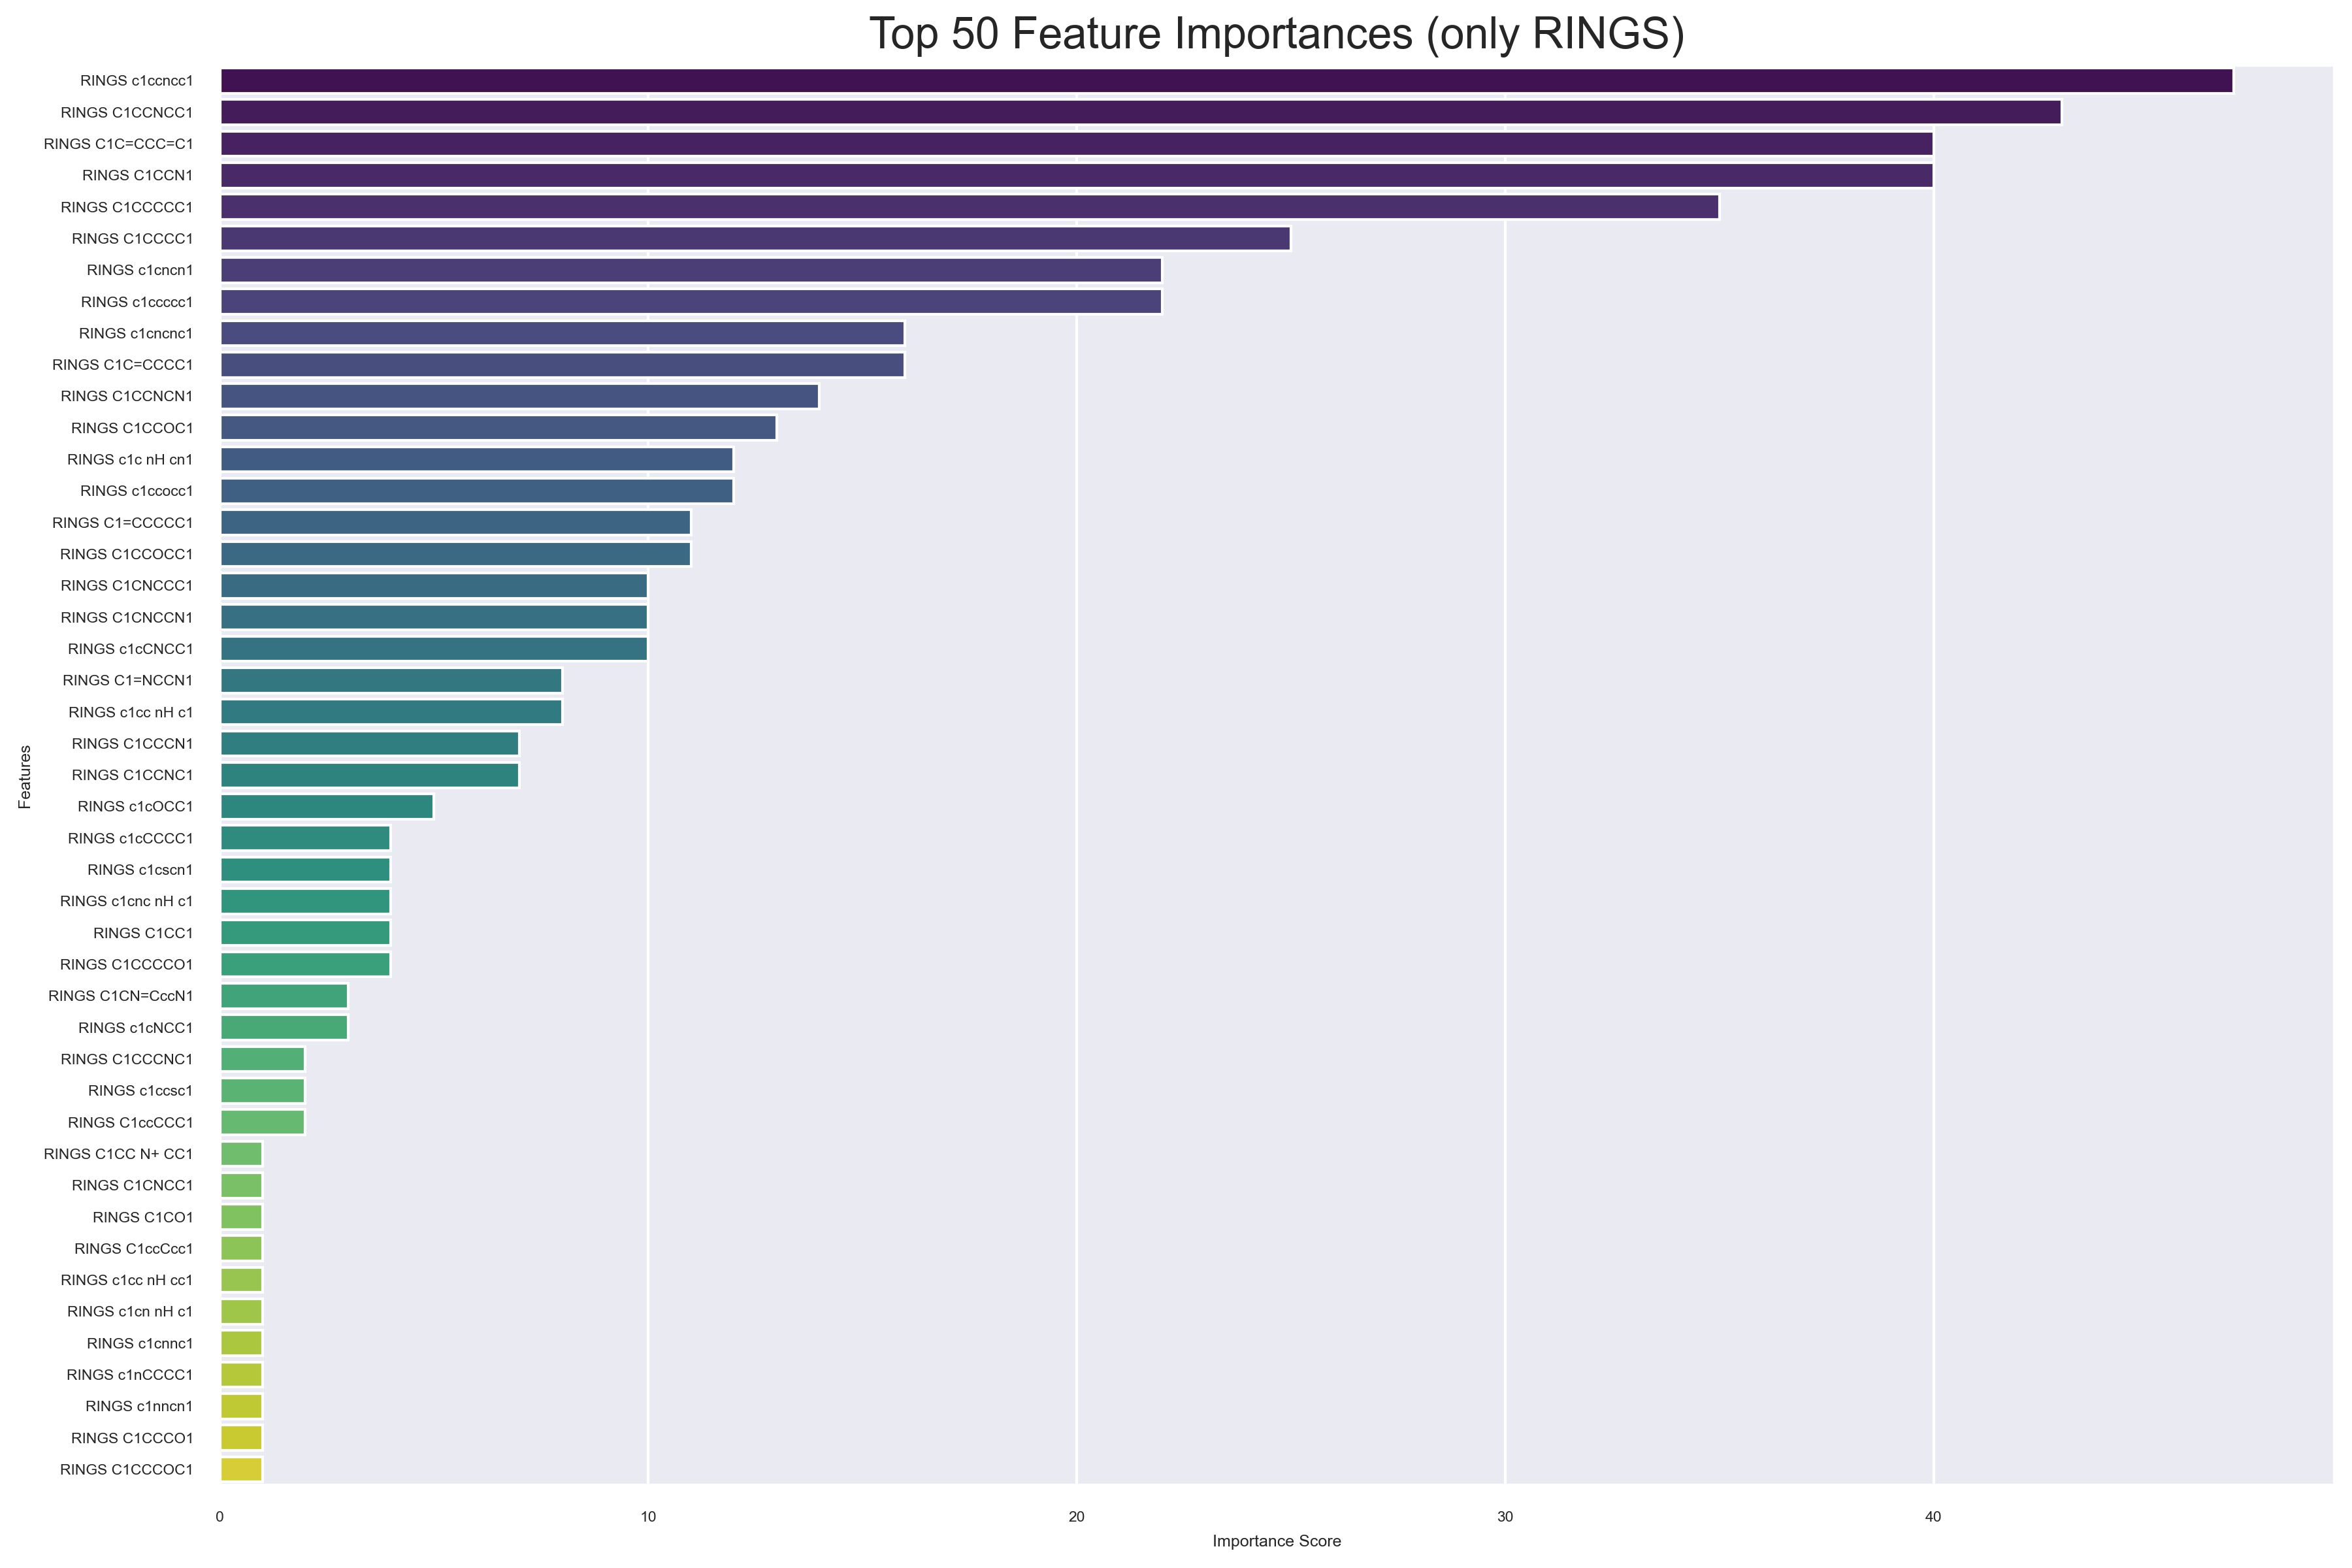 Top 50 Feature Importances (only RINGS)
RINGS c1ccncc1
RINGS C1CCNCC1
RINGS C1C=CCC=C1
RINGS C1CCN1
RINGS C1CCCCC1
RINGS C1CCCC1
RINGS c1cncn1
RINGS c1ccccc1
RINGS c1cncnc1
RINGS C1C=CCCC1
RINGS C1CCNCN1
RINGS C1CCOC1
RINGS c1c nH cn1
RINGS c1ccocc1
RINGS C1=CCCCC1
RINGS C1CCOCC1
RINGS C1CNCCC1
RINGS C1CNCCN1
RINGS c1cCNCC1
RINGS C1=NCCN1
RINGS c1cc nH c1
RINGS C1CCCN1
RINGS C1CCNC1
RINGS c1cOCC1
RINGS c1cCCCC1
RINGS c1cscn1
RINGS c1cnc nH c1
RINGS C1CC1
RINGS C1CCCCO1
RINGS C1CN=CccN1
RINGS c1cNCC1
RINGS C1CCCNC1
RINGS c1ccsc1
RINGS C1ccCCC1
RINGS C1CC N+ CC1
RINGS C1CNCC1
RINGS C1CO1
RINGS C1ccCcc1
RINGS c1cc nH cc1
RINGS c1cn nH c1
RINGS c1cnnc1
RINGS c1nCCCC1
RINGS c1nncn1
RINGS C1CCCO1
RINGS C1CCCOC1
Features
0 10 20 30 40
Importance Score